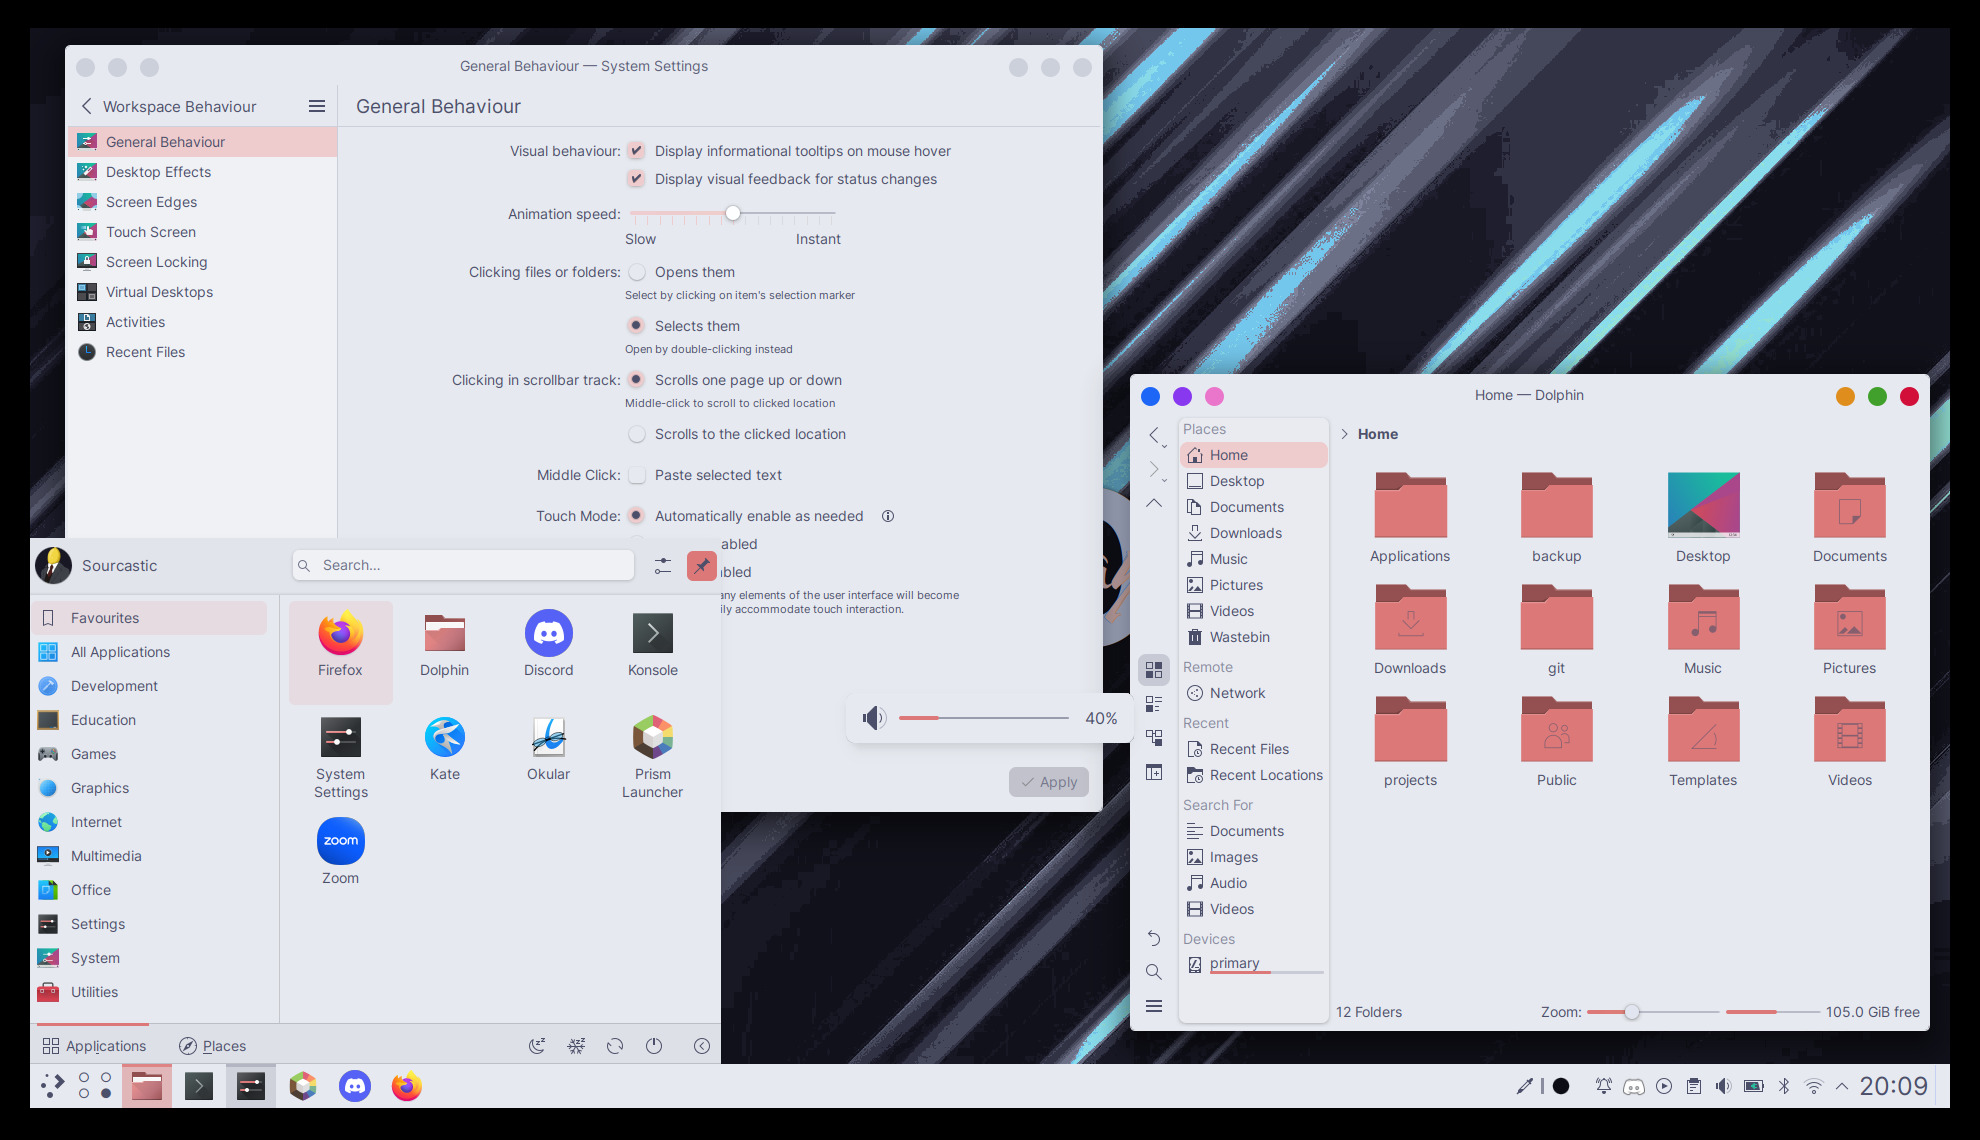 General Behaviour — System Settings
Workspace Behaviour
General Behaviour
Desktop Effects
Screen Edges
Touch Screen
Screen Locking
Virtual Desktops
Activities
Recent Files
General Behaviour
Visual behaviour:
Display informational tooltips on mouse hover
Display visual feedback for status changes
Animation speed:
Slow Instant
Clicking files or folders:
Opens them
Select by clicking on item's selection marker
Selects them
Open by double-clicking instead
Clicking in scrollbar track:
Scrolls one page up or down
Middle-click to scroll to clicked location
Scrolls to the clicked location
Middle Click:
Paste selected text
Touch Mode:
Automatically enable as needed
abled
bled
any elements of the user interface will become
ily accommodate touch interaction.
Apply
40%
Sourcastic
Search...
Favourites
All Applications
Development
Education
Games
Graphics
Internet
Multimedia
Office
Settings
System
Utilities
Firefox
Dolphin
Discord
Konsole
System
Settings
Kate
Okular
Prism
Launcher
zoom
Zoom
Applications
Places
Home — Dolphin
Places
Home
Desktop
Documents
Downloads
Music
Pictures
Videos
Wastebin
Remote
Network
Recent
Recent Files
Recent Locations
Search For
Documents
Images
Audio
Videos
Devices
primary
Home
Applications
backup
Desktop
Documents
Downloads
git
Music
Pictures
projects
Public
Templates
Videos
12 Folders
Zoom:
105.0 GiB free
20:09